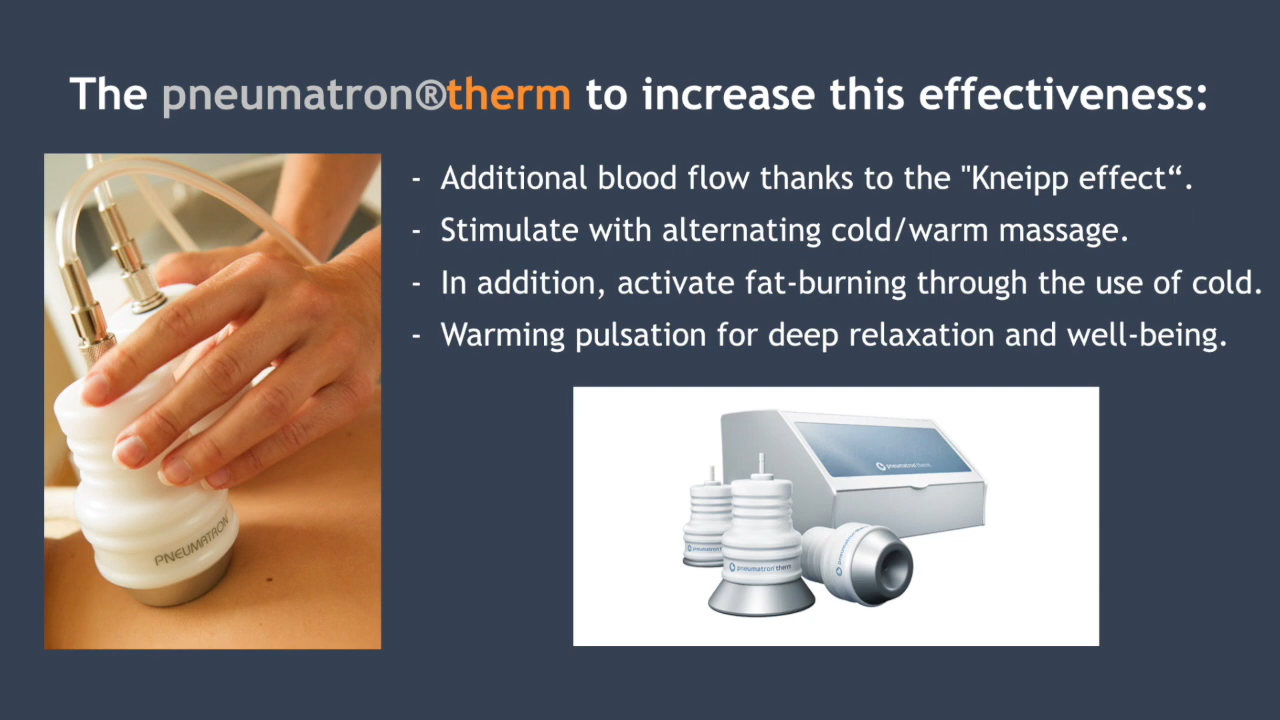 The pneumatron®therm to increase this effectiveness:
- Additional blood flow thanks to the "Kneipp effect“.
- Stimulate with alternating cold/warm massage.
- In addition, activate fat-burning through the use of cold.
- Warming pulsation for deep relaxation and well-being.
PNEUMATRON®
pneumatron® therm
pneumatron® therm